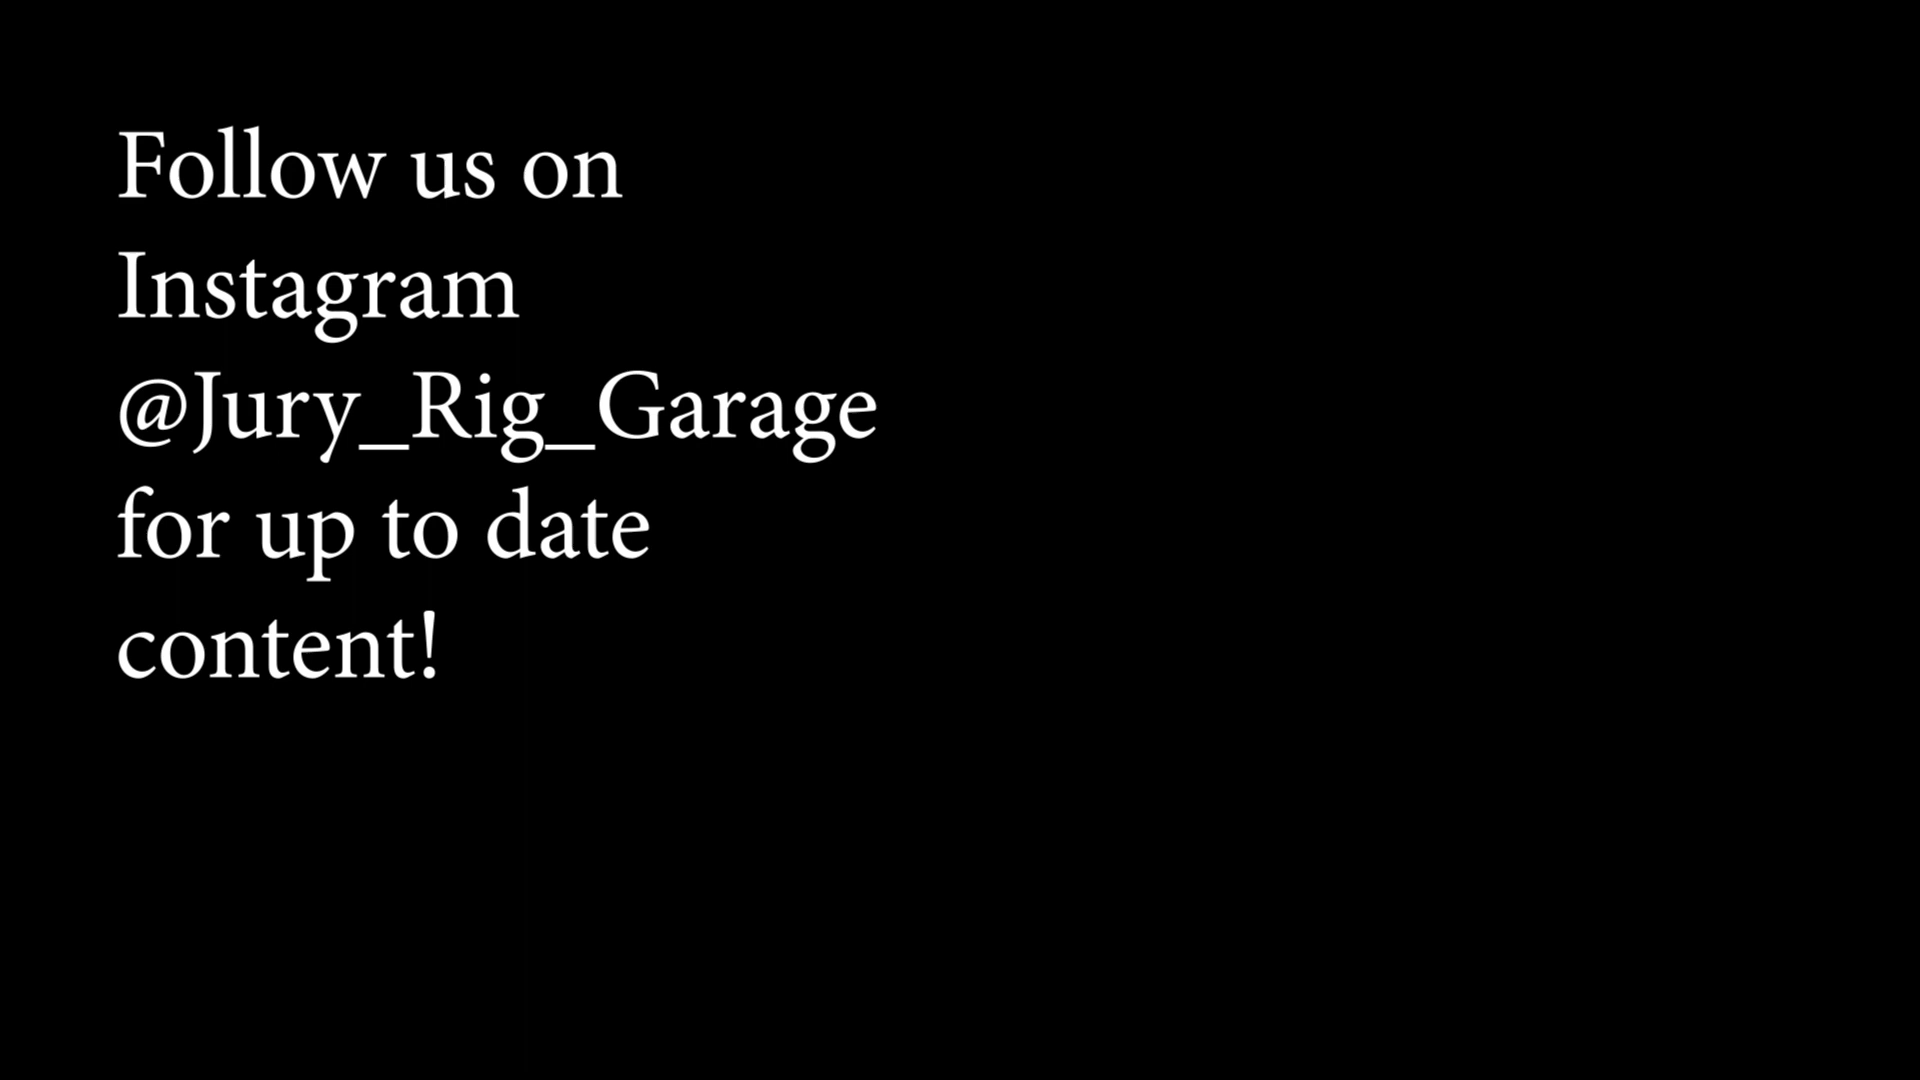 Follow us on
Instagram
@Jury_Rig_Garage
for up to date
content!